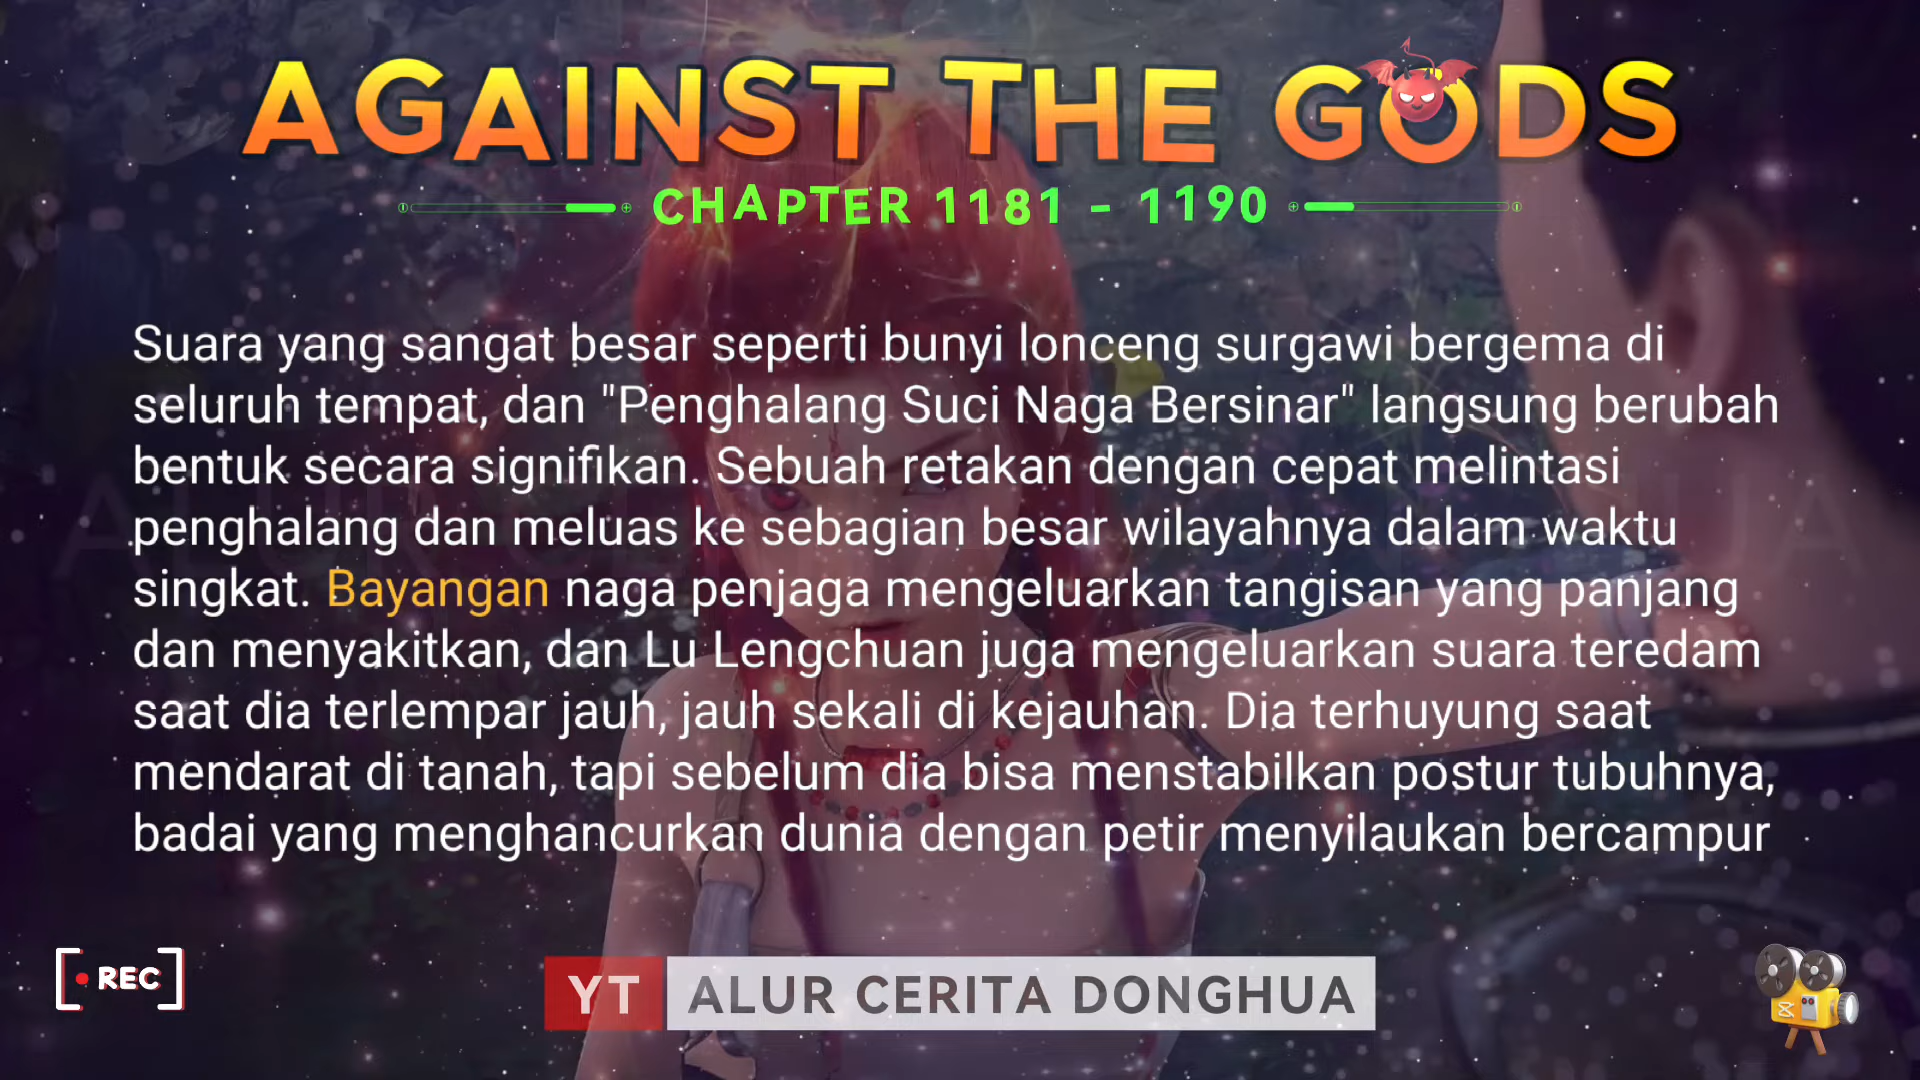 AGAINST THE GODS
CHAPTER 1181 - 1190
Suara yang sangat besar seperti bunyi lonceng surgawi bergema di
seluruh tempat, dan "Penghalang Suci Naga Bersinar" langsung berubah
bentuk secara signifikan. Sebuah retakan dengan cepat melintasi
penghalang dan meluas ke sebagian besar wilayahnya dalam waktu
singkat. Bayangan naga penjaga mengeluarkan tangisan yang panjang
dan menyakitkan, dan Lu Lengchuan juga mengeluarkan suara teredam
saat dia terlempar jauh, jauh sekali di kejauhan. Dia terhuyung saat
mendarat di tanah, tapi sebelum dia bisa menstabilkan postur tubuhnya,
badai yang menghancurkan dunia dengan petir menyilaukan bercampur
REC
YT ALUR CERITA DONGHUA